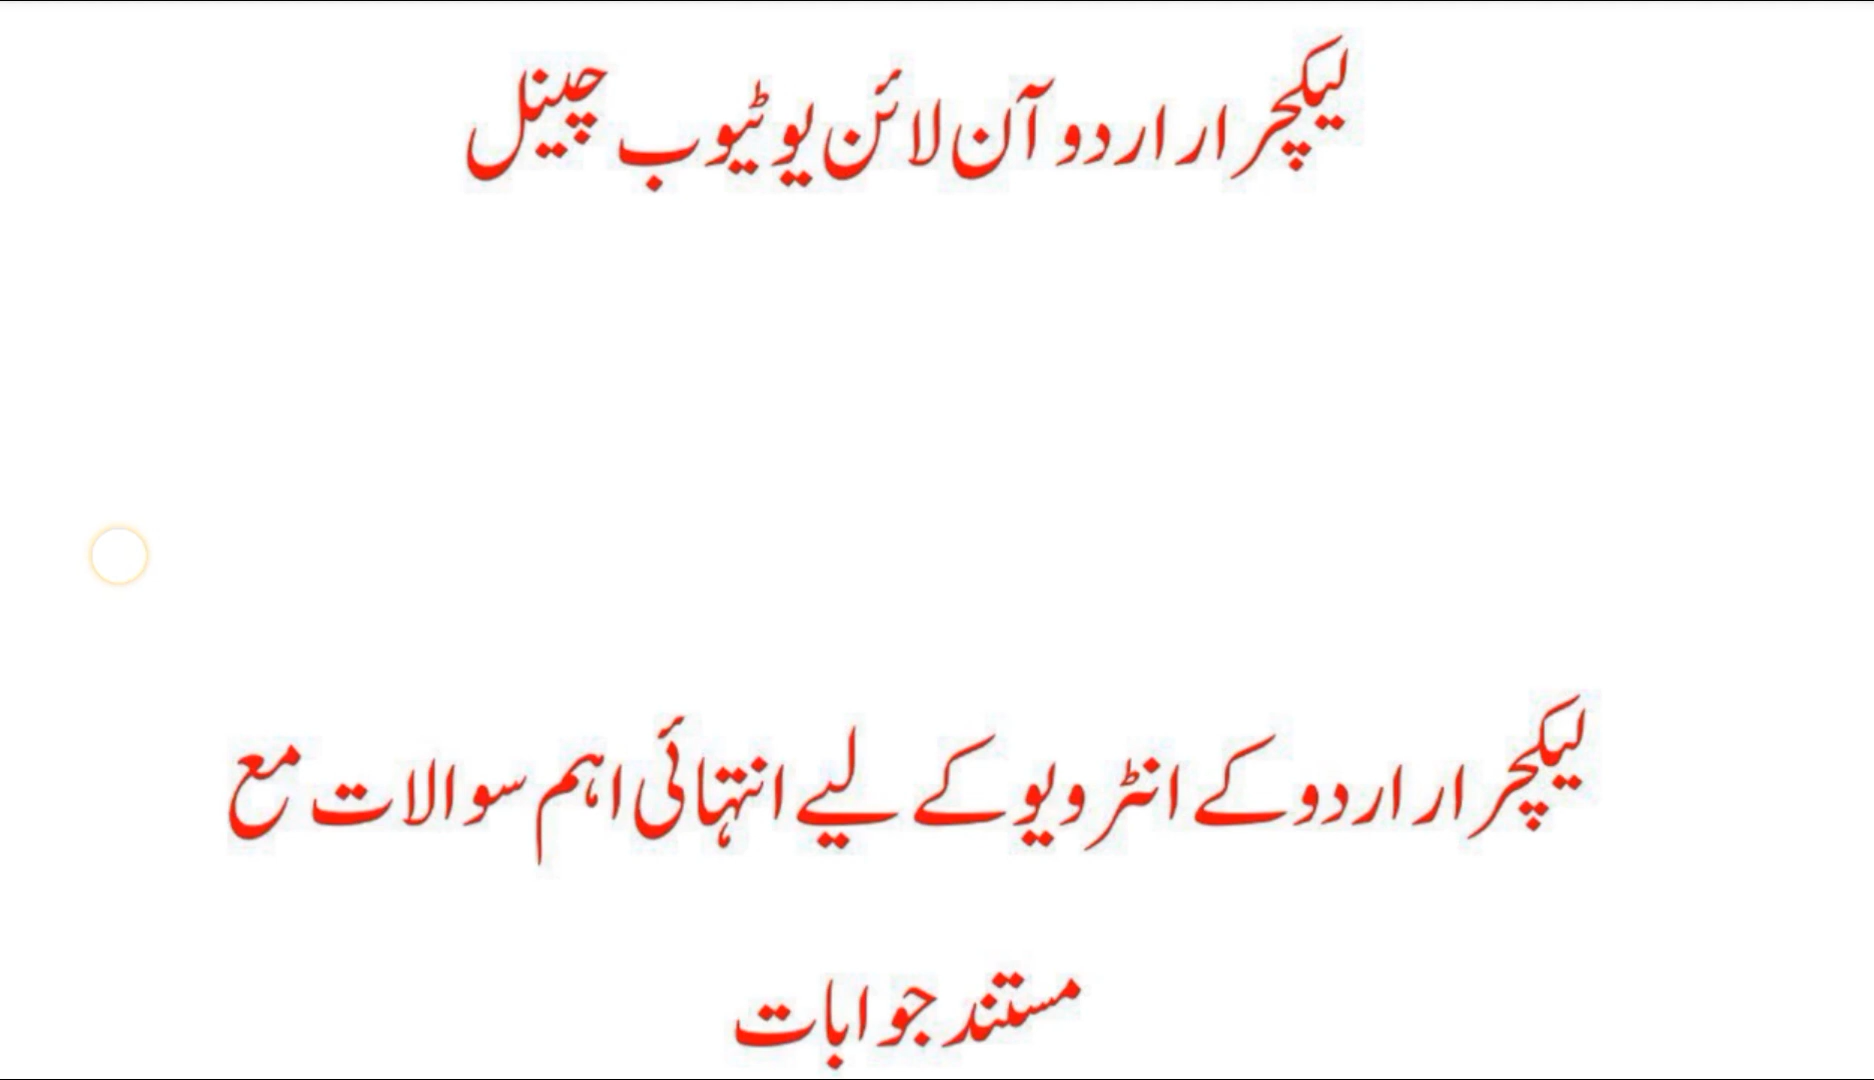 لیکچرار اردو آن لائن یوٹیوب چینل
لیکچرار اردو کے انٹرویو کے لیے انتہائی اہم سوالات مع
مستند جوابات